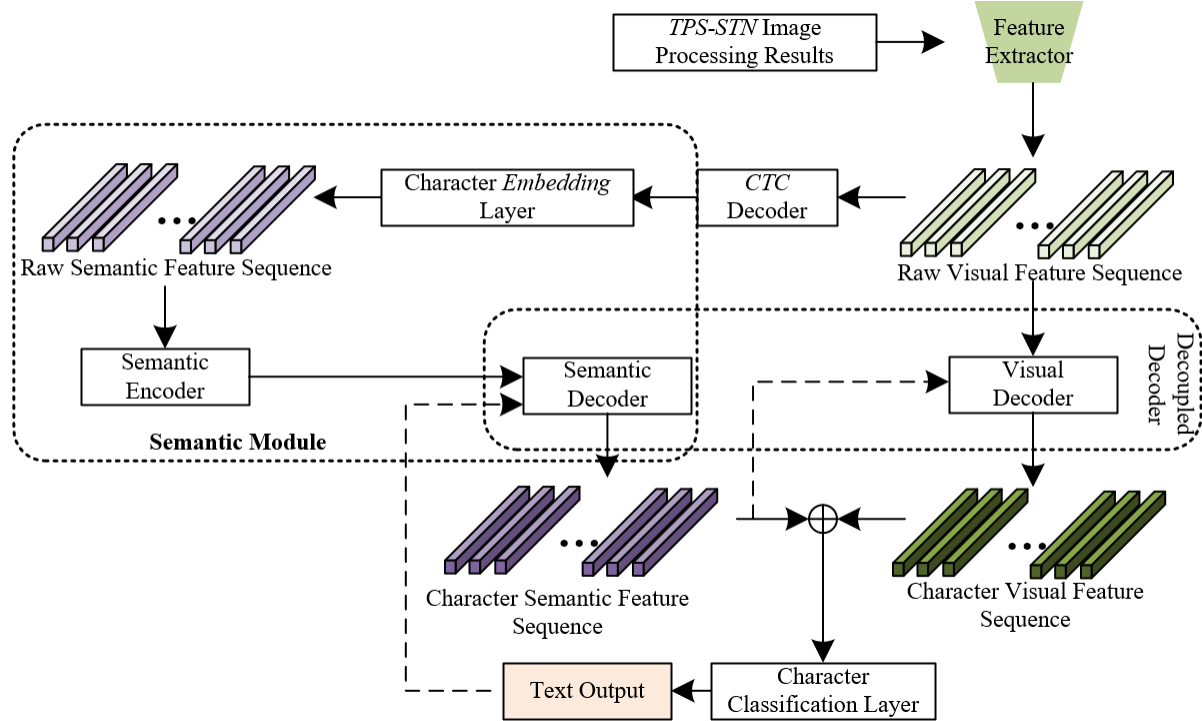 TPS-STN Image
Processing Results
Feature
Extractor
Character Embedding
Layer
CTC
Decoder
Raw Semantic Feature Sequence
Raw Visual Feature Sequence
Semantic
Encoder
Semantic
Decoder
Visual
Decoder
Decoupled
Decoder
Semantic Module
Character Semantic Feature
Sequence
Character Visual Feature
Sequence
Text Output
Character
Classification Layer